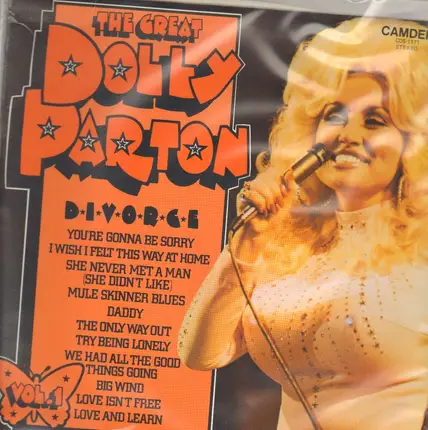 THE GREAT
DOLLY
PARTON
D·I·V·O·R·C·E
YOU'RE GONNA BE SORRY
I WISH I FELT THIS WAY AT HOME
SHE NEVER MET A MAN
(SHE DIDN'T LIKE)
MULE SKINNER BLUES
DADDY
THE ONLY WAY OUT
TRY BEING LONELY
WE HAD ALL THE GOOD
THINGS GOING
BIG WIND
LOVE ISN'T FREE
LOVE AND LEARN
VOL·1
CAMDEN
STEREO